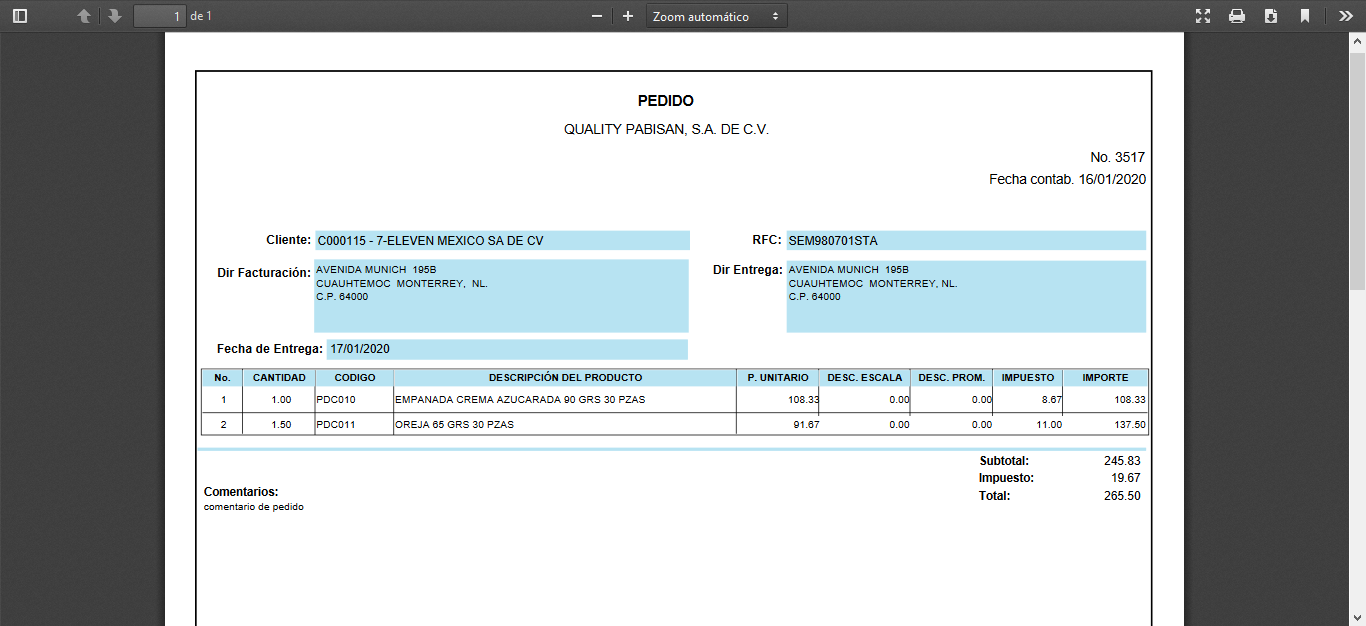 1 de 1 Zoom automático
PEDIDO
QUALITY PABISAN, S.A. DE C.V.
No. 3517
Fecha contab. 16/01/2020
Cliente: C000115 - 7-ELEVEN MEXICO SA DE CV RFC: SEM980701STA
Dir Facturación: AVENIDA MUNICH 195B
CUAUHTEMOC MONTERREY, NL.
C.P. 64000
Dir Entrega: AVENIDA MUNICH 195B
CUAUHTEMOC MONTERREY, NL.
C.P. 64000
Fecha de Entrega: 17/01/2020
No. CANTIDAD CODIGO DESCRIPCIÓN DEL PRODUCTO P. UNITARIO DESC. ESCALA DESC. PROM. IMPUESTO IMPORTE
1 1.00 PDC010 EMPANADA CREMA AZUCARADA 90 GRS 30 PZAS 108.33 0.00 0.00 8.67 108.33
2 1.50 PDC011 OREJA 65 GRS 30 PZAS 91.67 0.00 0.00 11.00 137.50
Subtotal: 245.83
Impuesto: 19.67
Total: 265.50
Comentarios:
comentario de pedido